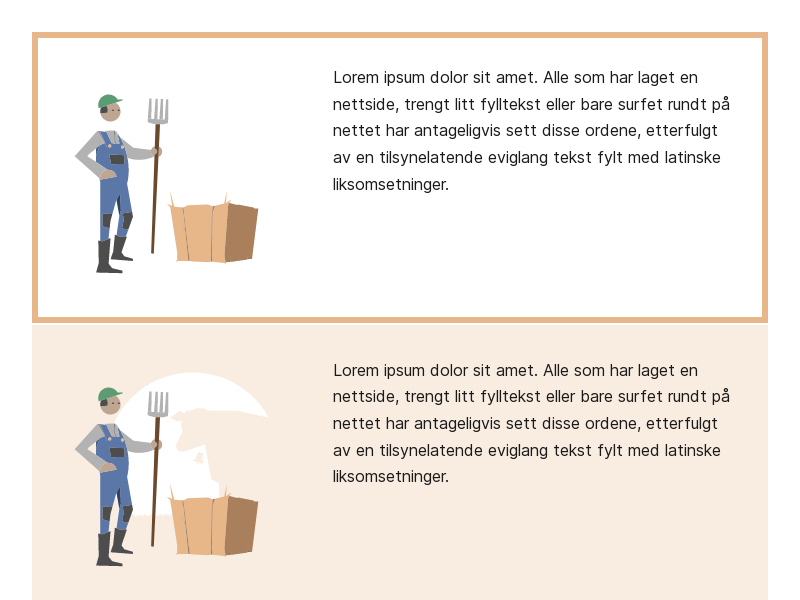 Lorem ipsum dolor sit amet. Alle som har laget en
nettside, trengt litt fylltekst eller bare surfet rundt på
nettet har antageligvis sett disse ordene, etterfulgt
av en tilsynelatende eviglang tekst fylt med latinske
liksomsetninger.
Lorem ipsum dolor sit amet. Alle som har laget en
nettside, trengt litt fylltekst eller bare surfet rundt på
nettet har antageligvis sett disse ordene, etterfulgt
av en tilsynelatende eviglang tekst fylt med latinske
liksomsetninger.